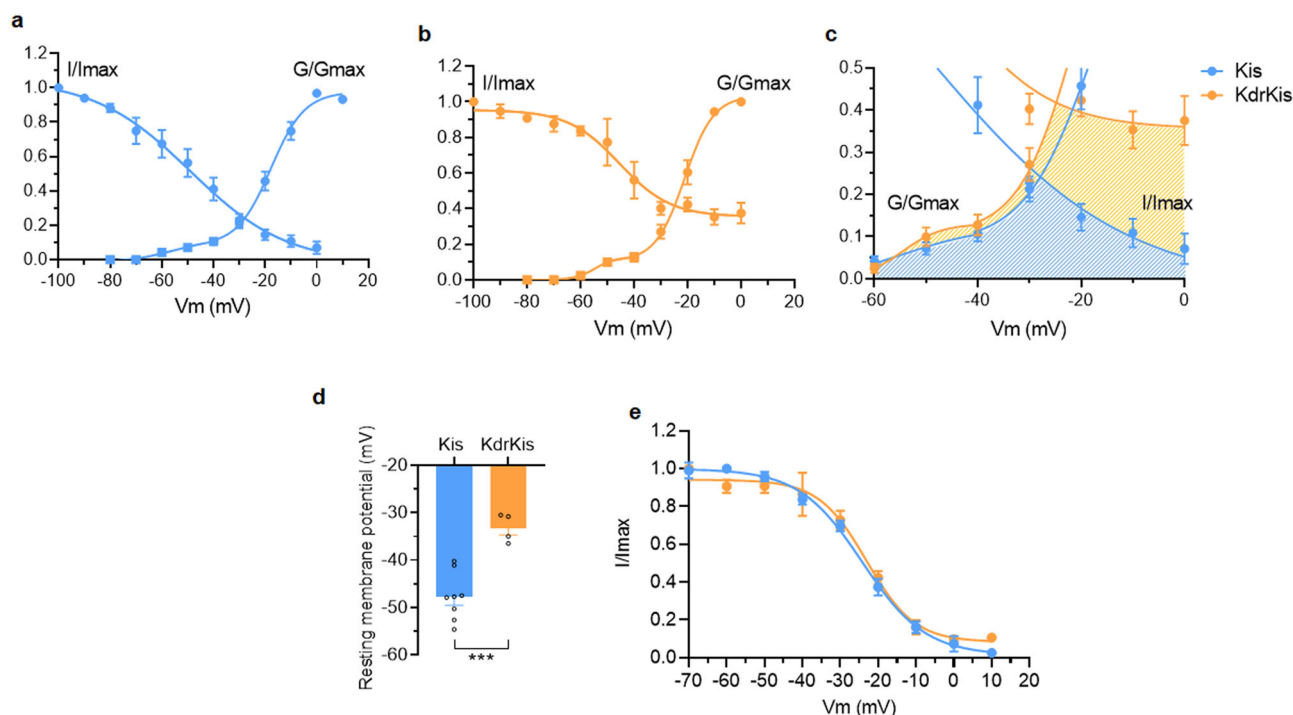 a
I/Imax
G/Gmax
1.2
1.0
0.8
0.6
0.4
0.2
0.0
-100 -80 -60 -40 -20 0 20
Vm (mV)
b
I/Imax
G/Gmax
1.2
1.0
0.8
0.6
0.4
0.2
0.0
-100 -80 -60 -40 -20 0 20
Vm (mV)
c
G/Gmax
I/Imax
0.5
0.4
0.3
0.2
0.1
0.0
-60 -40 -20 0
Vm (mV)
Kis
KdrKis
d
Kis KdrKis
Resting membrane potential (mV)
-20
-30
-40
-50
-60
***
e
I/Imax
1.2
1.0
0.8
0.6
0.4
0.2
0.0
-70 -60 -50 -40 -30 -20 -10 0 10 20
Vm (mV)